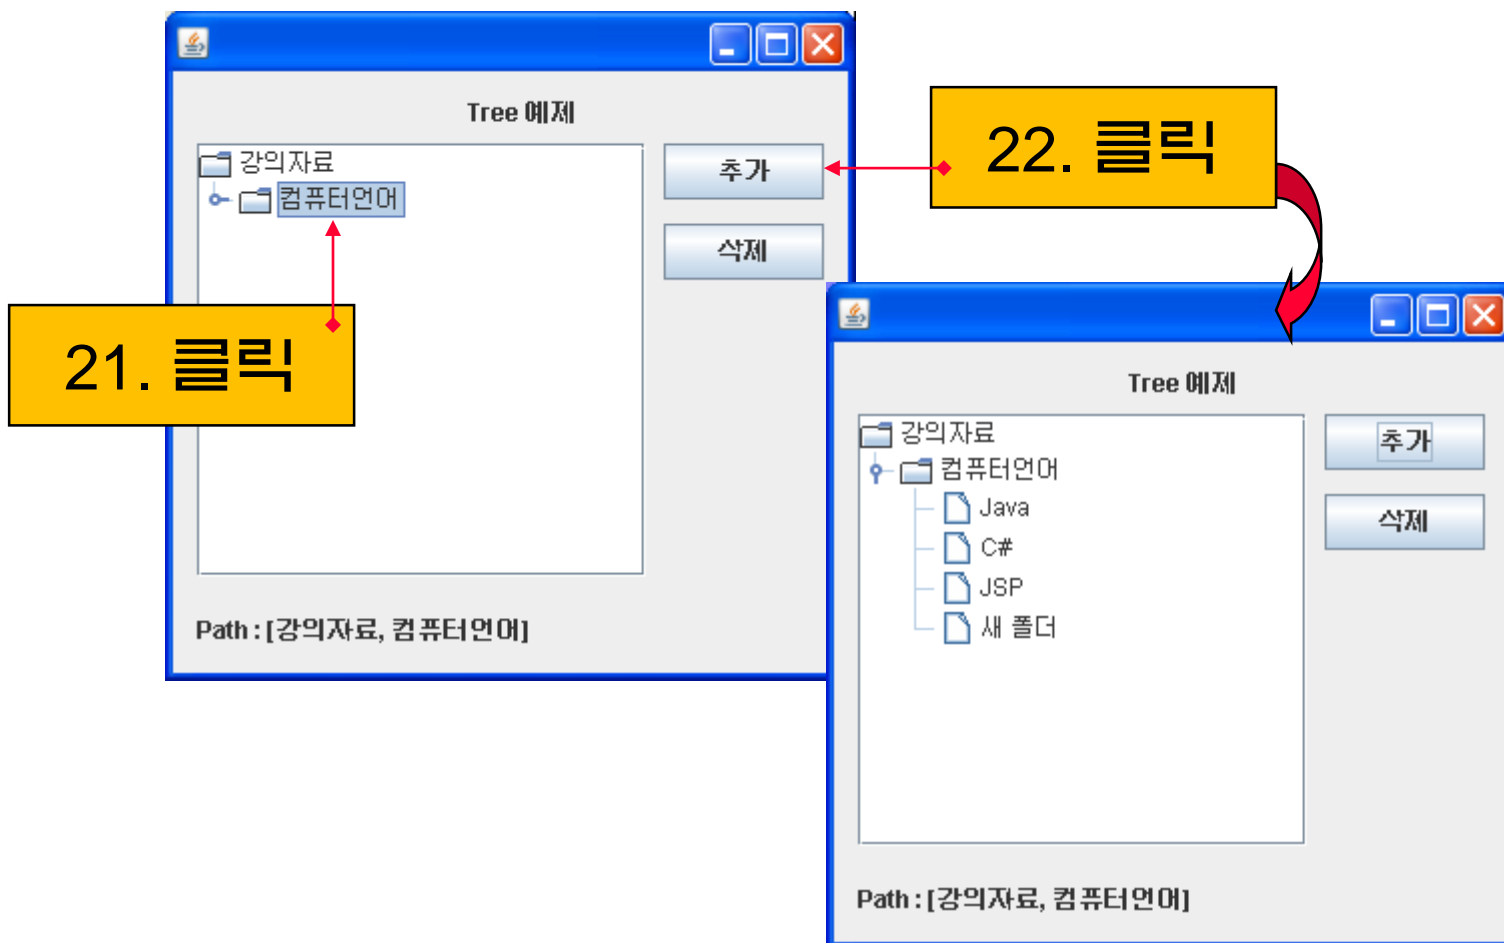 Tree 예제
강의자료
컴퓨터언어
추가
삭제
Path : [강의자료, 컴퓨터언어]
21. 클릭
22. 클릭
Tree 예제
강의자료
컴퓨터언어
Java
C#
JSP
새 폴더
추가
삭제
Path : [강의자료, 컴퓨터언어]